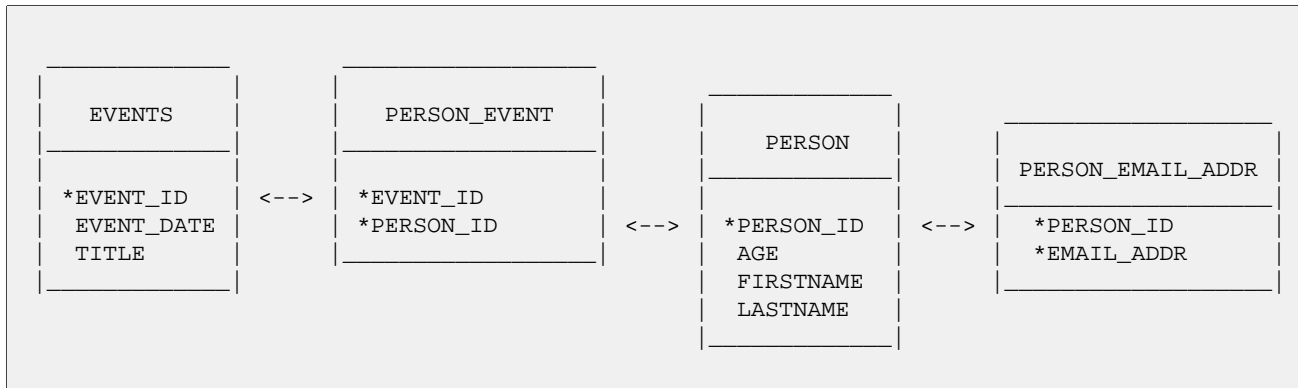 EVENTS
*EVENT_ID
EVENT_DATE
TITLE
<-->
PERSON_EVENT
*EVENT_ID
*PERSON_ID
<-->
PERSON
*PERSON_ID
AGE
FIRSTNAME
LASTNAME
<-->
PERSON_EMAIL_ADDR
*PERSON_ID
*EMAIL_ADDR